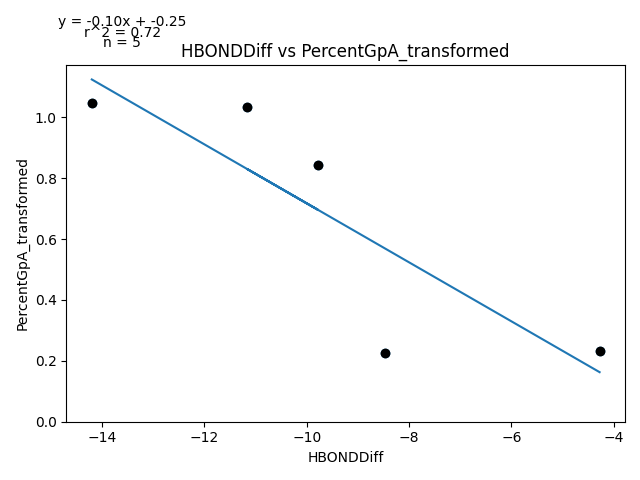 y = -0.10x + -0.25
r^2 = 0.72
n = 5
HBONDDiff vs PercentGpA_transformed
PercentGpA_transformed
1.0
0.8
0.6
0.4
0.2
0.0
−14
−12
−10
−8
−6
−4
HBONDDiff